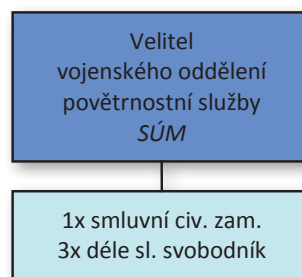 Velitel
vojenského oddělení
povětrnostní služby
SÚM
1x smluvní civ. zam.
3x déle sl. svobodník